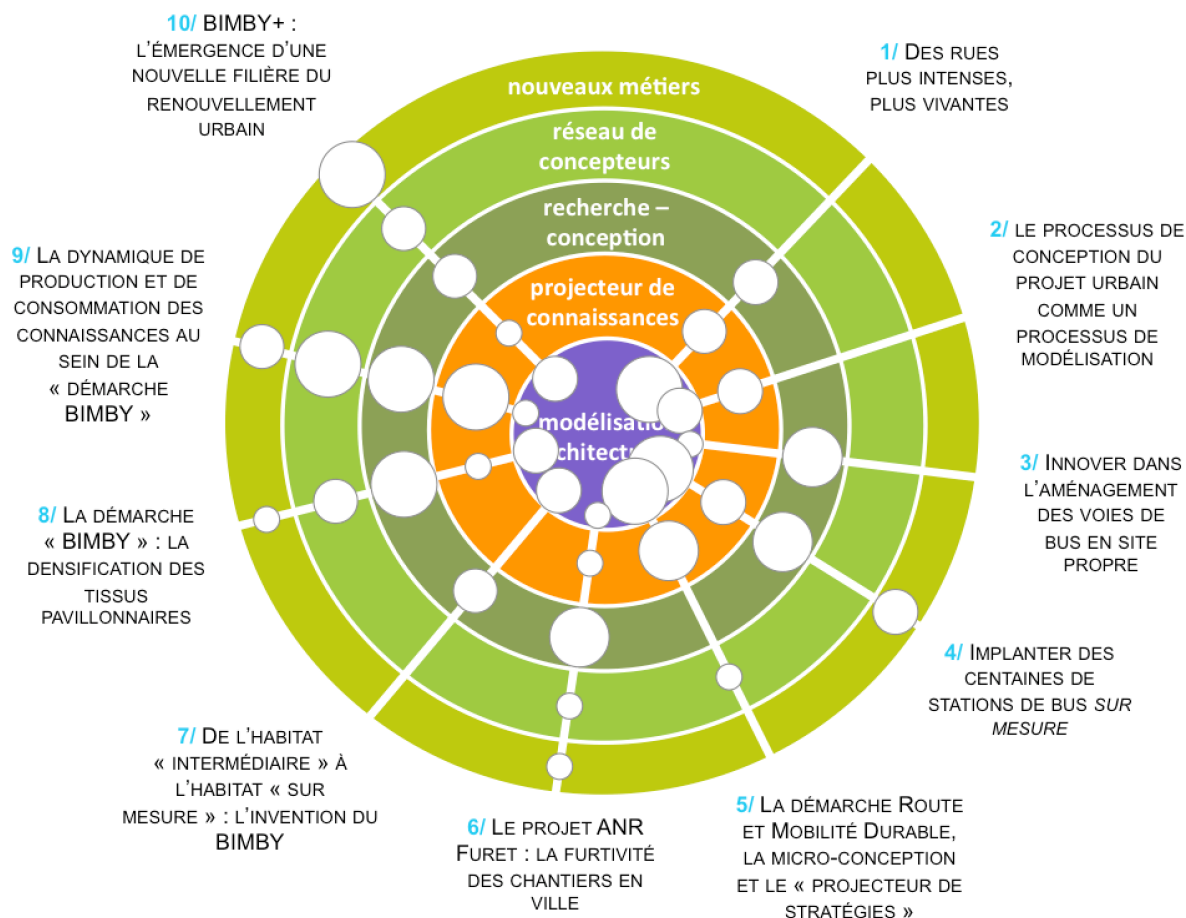 10/ BIMBY+ :
L'ÉMERGENCE D'UNE
NOUVELLE FILIÈRE DU
RENOUVELLEMENT
URBAIN
1/ DES RUES
PLUS INTENSES,
PLUS VIVANTES
2/ LE PROCESSUS DE
CONCEPTION DU
PROJET URBAIN
COMME UN
PROCESSUS DE
MODÉLISATION
3/ INNOVER DANS
L'AMÉNAGEMENT
DES VOIES DE
BUS EN SITE
PROPRE
4/ IMPLANTER DES
CENTAINES DE
STATIONS DE BUS SUR
MESURE
5/ LA DÉMARCHE ROUTE
ET MOBILITÉ DURABLE,
LA MICRO-CONCEPTION
ET LE « PROJECTEUR DE
STRATÉGIES »
6/ LE PROJET ANR
FURET : LA FURTIVITÉ
DES CHANTIERS EN
VILLE
7/ DE L'HABITAT
« INTERMÉDIAIRE » À
L'HABITAT « SUR
MESURE » : L'INVENTION DU
BIMBY
8/ LA DÉMARCHE
« BIMBY » : LA
DENSIFICATION DES
TISSUS
PAVILLONNAIRES
9/ LA DYNAMIQUE DE
PRODUCTION ET DE
CONSOMMATION DES
CONNAISSANCES AU
SEIN DE LA
« DÉMARCHE
BIMBY »
nouveaux métiers
réseau de
concepteurs
recherche –
conception
projecteur de
connaissances